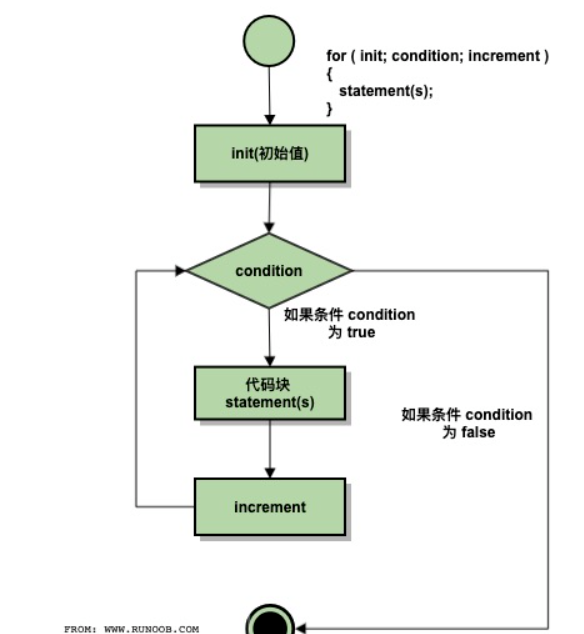 for ( init; condition; increment )
{
statement(s);
}
init(初始值)
condition
如果条件 condition
为 true
代码块
statement(s)
如果条件 condition
为 false
increment
FROM: WWW.RUNOOB.COM